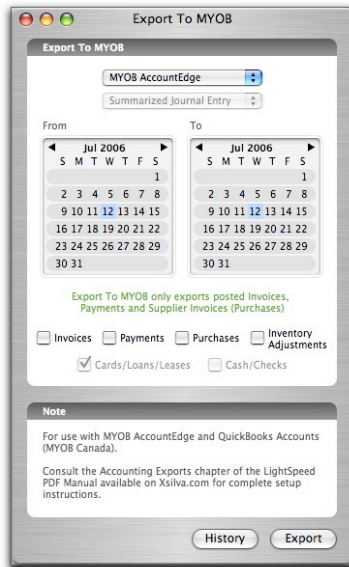 Export To MYOB
Export To MYOB
MYOB AccountEdge
Summarized Journal Entry
From To
Jul 2006 Jul 2006
S M T W T F S S M T W T F S
1 1
2 3 4 5 6 7 8 2 3 4 5 6 7 8
9 10 11 12 13 14 15 9 10 11 12 13 14 15
16 17 18 19 20 21 22 16 17 18 19 20 21 22
23 24 25 26 27 28 29 23 24 25 26 27 28 29
30 31 30 31
Export To MYOB only exports posted Invoices,
Payments and Supplier Invoices (Purchases)
Invoices Payments Purchases Inventory
Adjustments
Cards/Loans/Leases Cash/Checks
Note
For use with MYOB AccountEdge and QuickBooks Accounts
(MYOB Canada).
Consult the Accounting Exports chapter of the LightSpeed
PDF Manual available on Xsilva.com for complete setup
instructions.
History Export